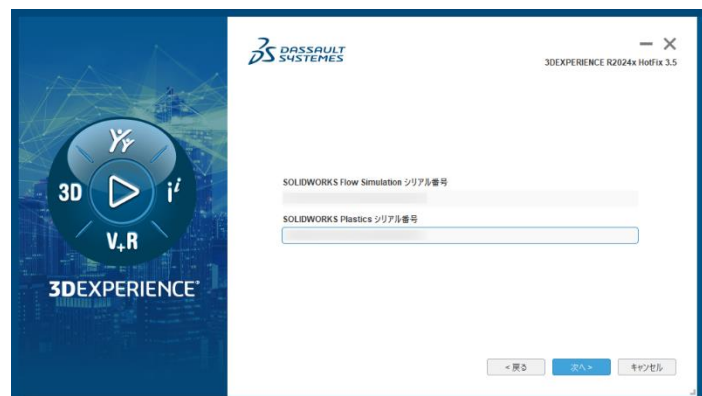 DASSAULT
SYSTEMES
3DEXPERIENCE R2024x HotFix 3.5
3D
V+R
i i
3DEXPERIENCE®
SOLIDWORKS Flow Simulation シリアル番号
SOLIDWORKS Plastics シリアル番号
< 戻る
次へ >
キャンセル